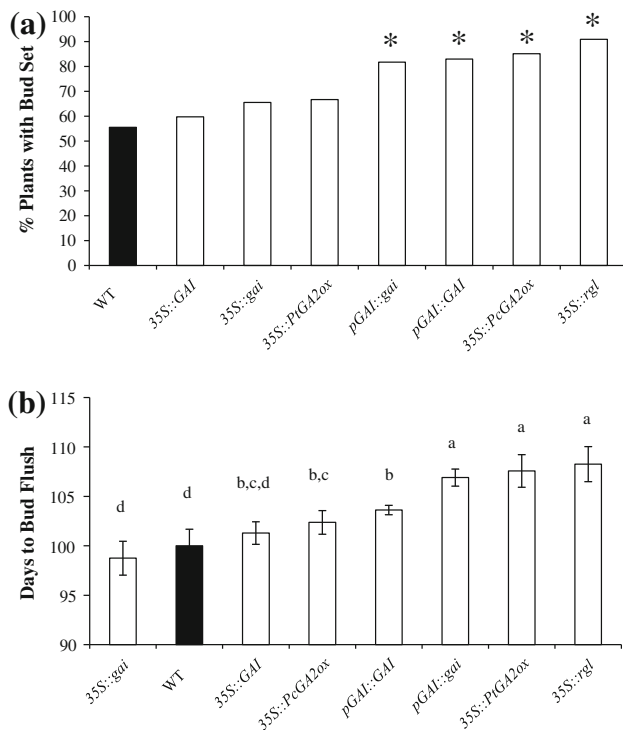 (a)
% Plants with Bud Set
100
90
80
70
60
50
40
30
20
10
0
* * * *
WT 35S::GAI 35S::gai 35S::PtGA2ox pGAI::gai pGAI::GAI 35S::PcGA2ox 35S::rgl
(b)
Days to Bud Flush
115
110
105
100
95
90
d d b,c,d b,c b a a a
35S::gai WT 35S::GAI 35S::PcGA2ox pGAI::GAI pGAI::gai 35S::PtGA2ox 35S::rgl